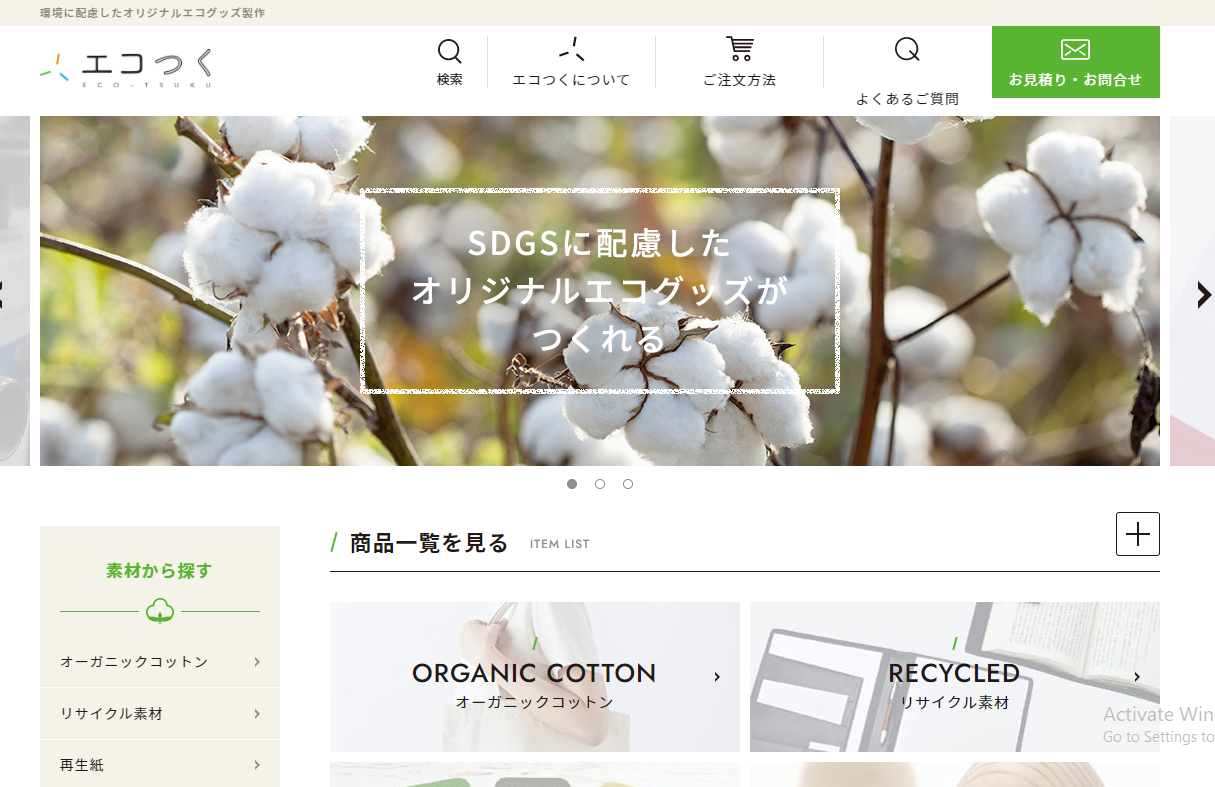 環境に配慮したオリジナルエコグッズ製作
エコつく
ECO-TSUKU
検索
エコつくについて
ご注文方法
よくあるご質問
お見積り・お問合せ
SDGSに配慮した
オリジナルエコグッズが
つくれる
素材から探す
オーガニックコットン
リサイクル素材
再生紙
/ 商品一覧を見る ITEM LIST
ORGANIC COTTON
オーガニックコットン
RECYCLED
リサイクル素材
Activate Win
Go to Settings to